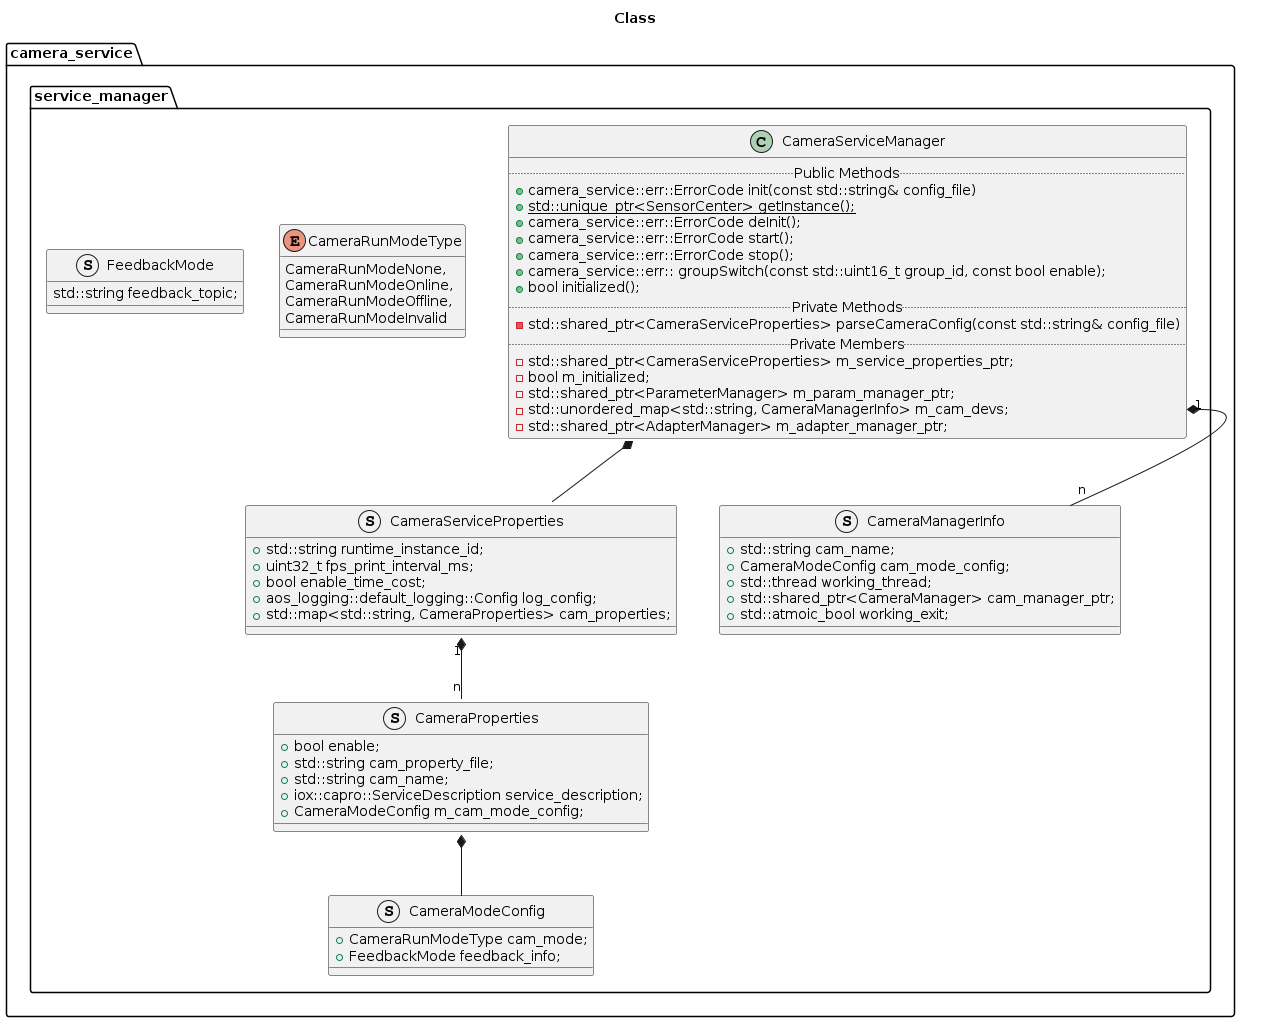 Class
camera_service
service_manager
C CameraServiceManager
Public Methods
camera_service::err::ErrorCode init(const std::string& config_file)
std::unique_ptr<SensorCenter> getInstance();
camera_service::err::ErrorCode deInit();
camera_service::err::ErrorCode start();
camera_service::err::ErrorCode stop();
camera_service::err:: groupSwitch(const std::uint16_t group_id, const bool enable);
bool initialized();
Private Methods
std::shared_ptr<CameraServiceProperties> parseCameraConfig(const std::string& config_file)
Private Members
std::shared_ptr<CameraServiceProperties> m_service_properties_ptr;
bool m_initialized;
std::shared_ptr<ParameterManager> m_param_manager_ptr;
std::unordered_map<std::string, CameraManagerInfo> m_cam_devs;
std::shared_ptr<AdapterManager> m_adapter_manager_ptr;
E CameraRunModeType
CameraRunModeNone,
CameraRunModeOnline,
CameraRunModeOffline,
CameraRunModeInvalid
S FeedbackMode
std::string feedback_topic;
1
n
S CameraServiceProperties
std::string runtime_instance_id;
uint32_t fps_print_interval_ms;
bool enable_time_cost;
aos_logging::default_logging::Config log_config;
std::map<std::string, CameraProperties> cam_properties;
S CameraManagerInfo
std::string cam_name;
CameraModeConfig cam_mode_config;
std::thread working_thread;
std::shared_ptr<CameraManager> cam_manager_ptr;
std::atmoic_bool working_exit;
1
n
S CameraProperties
bool enable;
std::string cam_property_file;
std::string cam_name;
iox::capro::ServiceDescription service_description;
CameraModeConfig m_cam_mode_config;
S CameraModeConfig
CameraRunModeType cam_mode;
FeedbackMode feedback_info;